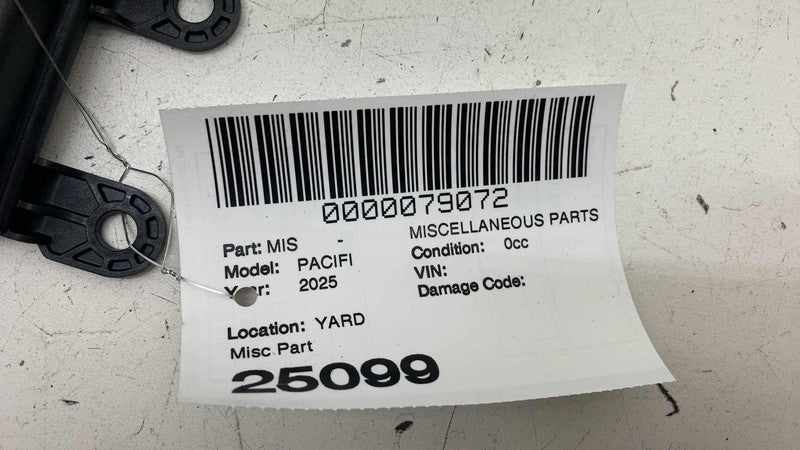 0000079072
Part: MIS - MISCELLANEOUS PARTS
Model: PACIFI Condition: 0cc
Year: 2025 VIN:
Damage Code:
Location: YARD
Misc Part
25099